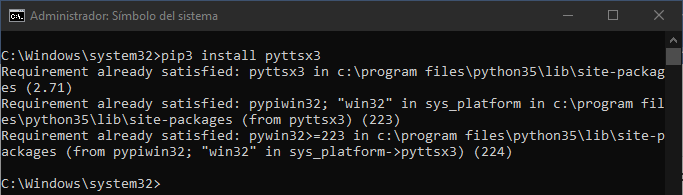 Administrador: Símbolo del sistema
C:\Windows\system32>pip3 install pyttsx3
Requirement already satisfied: pyttsx3 in c:\program files\python35\lib\site-packag
es (2.71)
Requirement already satisfied: pypiwin32; "win32" in sys_platform in c:\program fil
es\python35\lib\site-packages (from pyttsx3) (223)
Requirement already satisfied: pywin32>=223 in c:\program files\python35\lib\site-p
ackages (from pypiwin32; "win32" in sys_platform->pyttsx3) (224)
C:\Windows\system32>